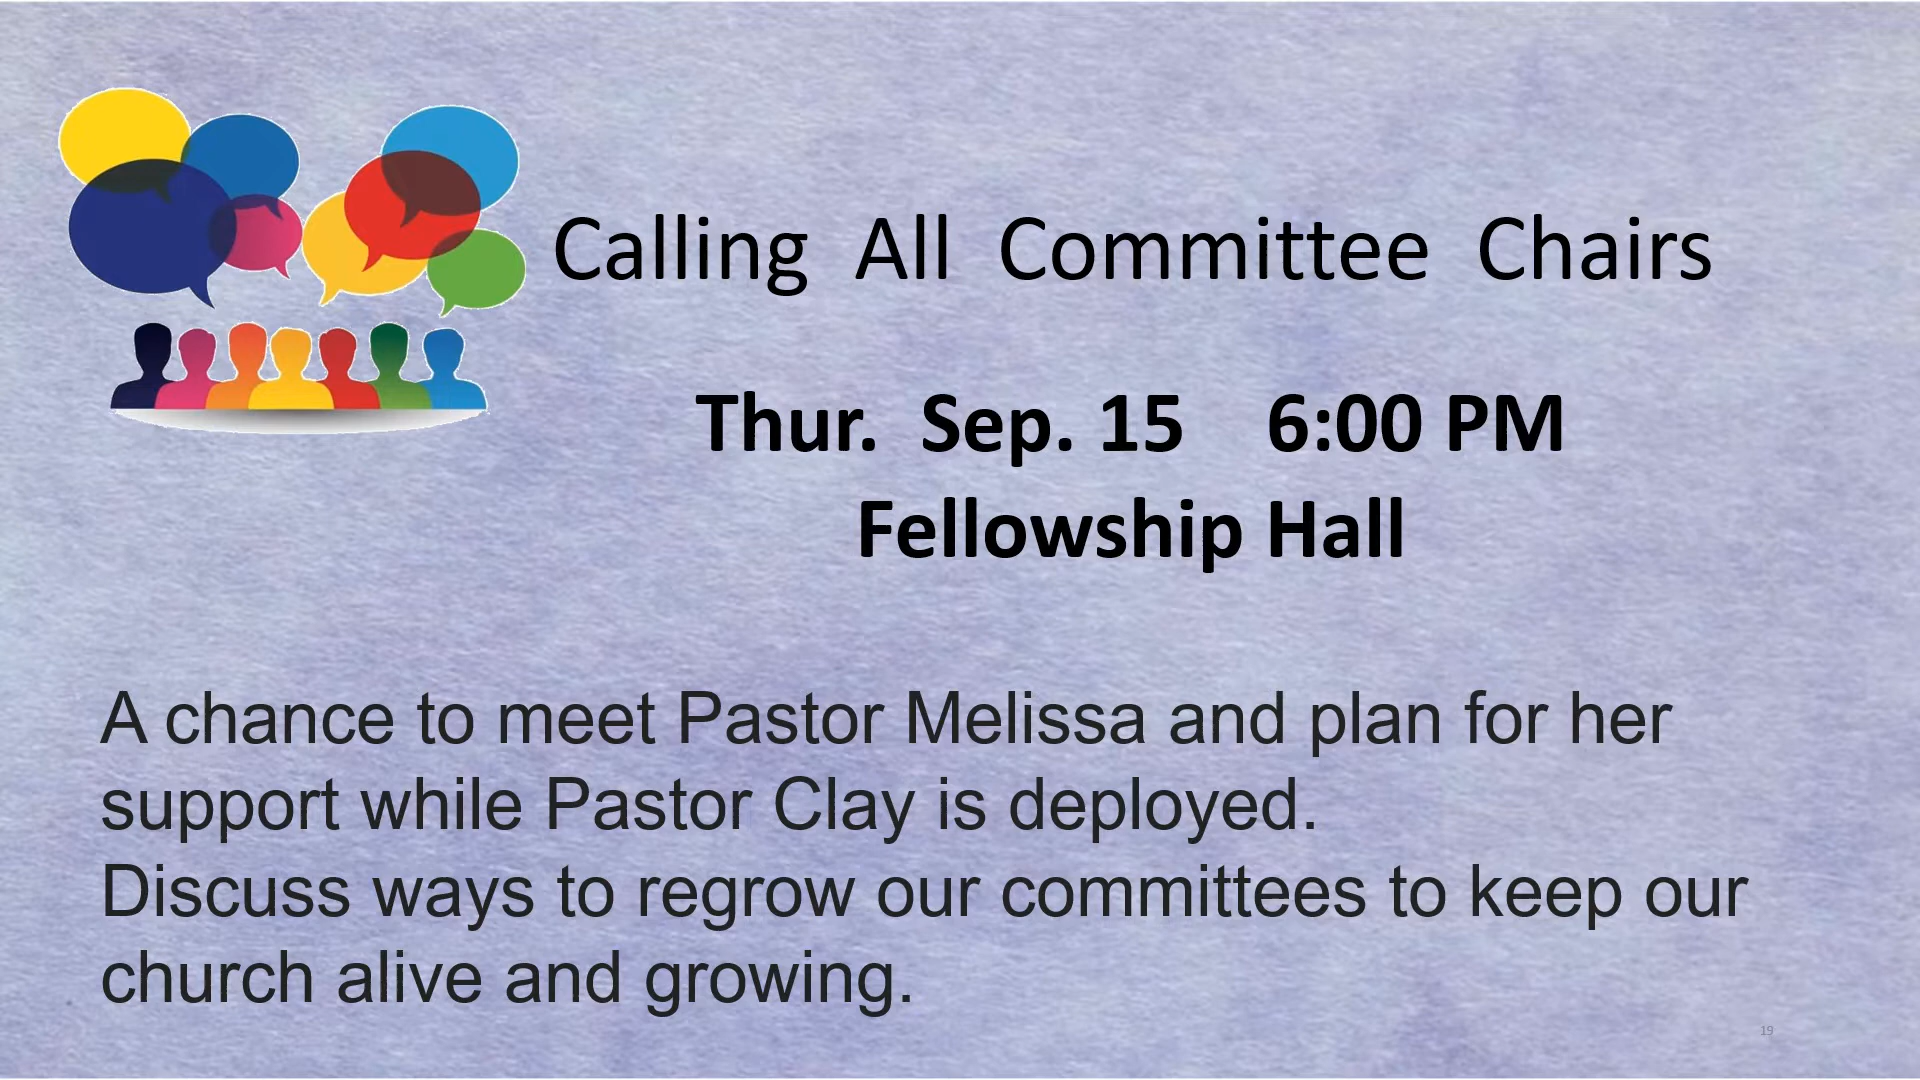 Calling All Committee Chairs
Thur. Sep. 15 6:00 PM
Fellowship Hall
A chance to meet Pastor Melissa and plan for her
support while Pastor Clay is deployed.
Discuss ways to regrow our committees to keep our
church alive and growing.
19